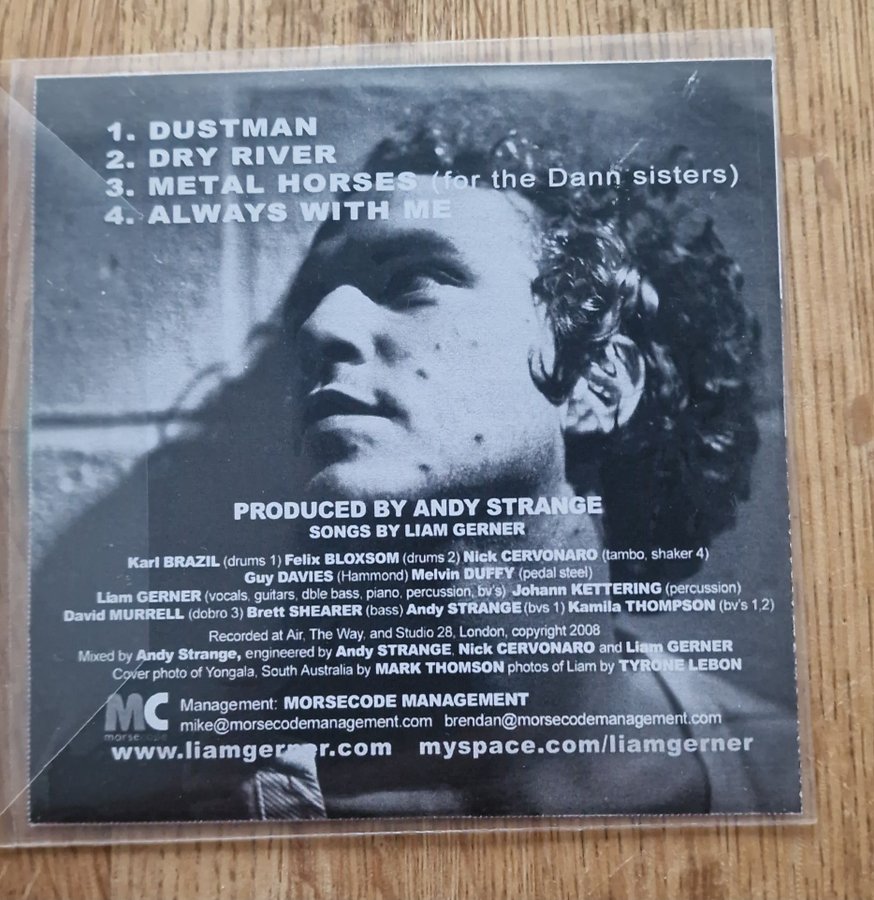 1. DUSTMAN
2. DRY RIVER
3. METAL HORSES (for the Dann sisters)
4. ALWAYS WITH ME
PRODUCED BY ANDY STRANGE
SONGS BY LIAM GERNER
Karl BRAZIL (drums 1) Felix BLOXSOM (drums 2) Nick CERVONARO (tambo, shaker 4)
Guy DAVIES (Hammond) Melvin DUFFY (pedal steel)
Liam GERNER (vocals, guitars, dble bass, piano, percussion, bv's) Johann KETTERING (percussion)
David MURRELL (dobro 3) Brett SHEARER (bass) Andy STRANGE (bvs 1) Kamila THOMPSON (bv's 1,2)
Recorded at Air, The Way, and Studio 28, London, copyright 2008
Mixed by Andy Strange, engineered by Andy STRANGE, Nick CERVONARO and Liam GERNER
Cover photo of Yongala, South Australia by MARK THOMSON photos of Liam by TYRONE LEBON
MC
morsecode
Management: MORSECODE MANAGEMENT
mike@morsecodemanagement.com brendan@morsecodemanagement.com
www.liamgerner.com myspace.com/liamgerner